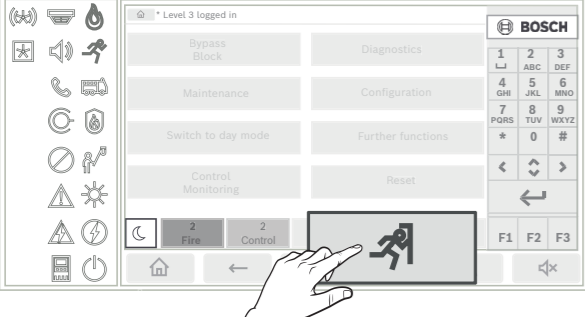 * Level 3 logged in
BOSCH
Bypass
Block
Diagnostics
Maintenance
Configuration
Switch to day mode
Further functions
Control
Monitoring
Reset
2
Fire
2
Control
1 2 3
ABC DEF
4 5 6
GHI JKL MNO
7 8 9
PQRS TUV WXYZ
* 0 #
F1 F2 F3